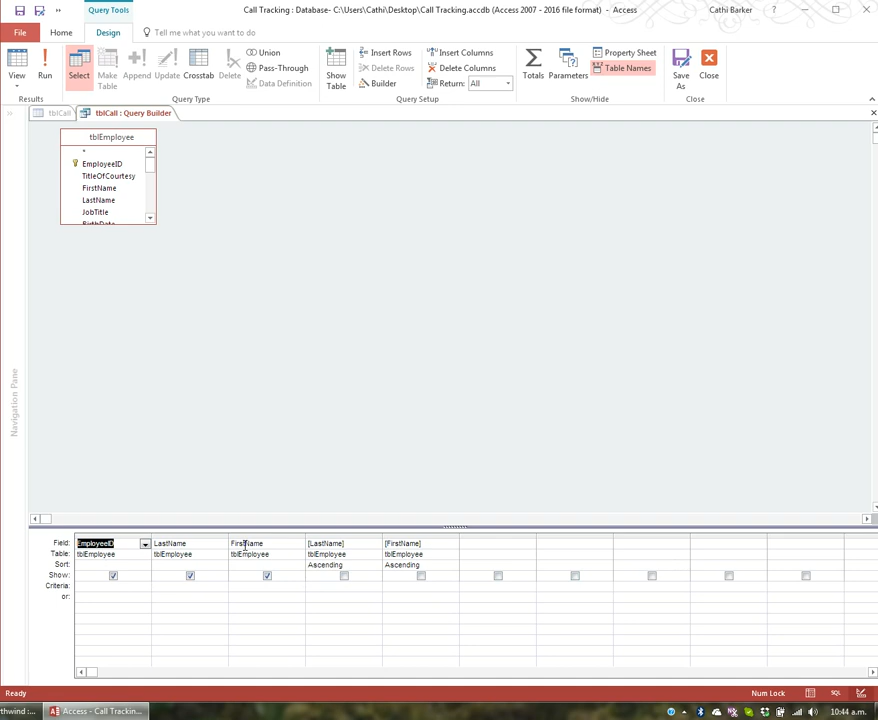 Query Tools
Call Tracking : Database- C:\Users\Cathi\Desktop\Call Tracking.accdb (Access 2007 - 2016 file format) - Access
Cathi Barker
?
File
Home
Design
Tell me what you want to do
View
Run
Select
Make Table
Append
Update
Crosstab
Delete
Union
Pass-Through
Data Definition
Show Table
Insert Rows
Delete Rows
Builder
Insert Columns
Delete Columns
Return: All
Totals
Parameters
Property Sheet
Table Names
Save As
Close
Results
Query Type
Query Setup
Show/Hide
Close
tblCall
tblCall : Query Builder
tblEmployee
*
EmployeeID
TitleOfCourtesy
FirstName
LastName
JobTitle
BirthDate
Navigation Pane
Field: EmployeeID LastName FirstName [LastName] [FirstName]
Table: tblEmployee tblEmployee tblEmployee tblEmployee tblEmployee
Sort: Ascending Ascending
Show:
Criteria:
or:
Ready
Num Lock
SQL
thwind :...
Access - Call Trackin...
10:44 a.m.